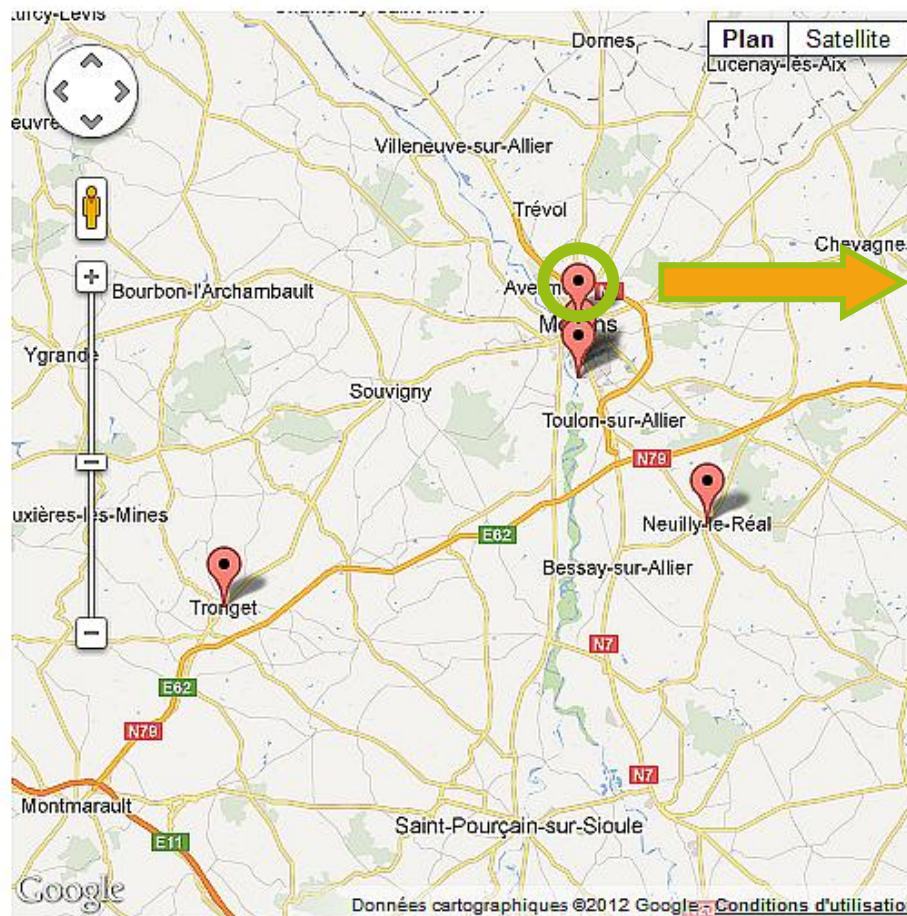 Dornes
Plan Satellite
Lucenay-lès-Aix
Villeneuve-sur-Allier
Trévol
Chevagne
Bourbon-l'Archambault
Ygrande
Souvigny
Toulon-sur-Allier
N79
Neuilly-le-Réal
E62
Bessay-sur-Allier
Tronget
N7
E62
N79
N7
Montmarault
Saint-Pourçain-sur-Sioule
E11
Google
Données cartographiques ©2012 Google - Conditions d'utilisatio